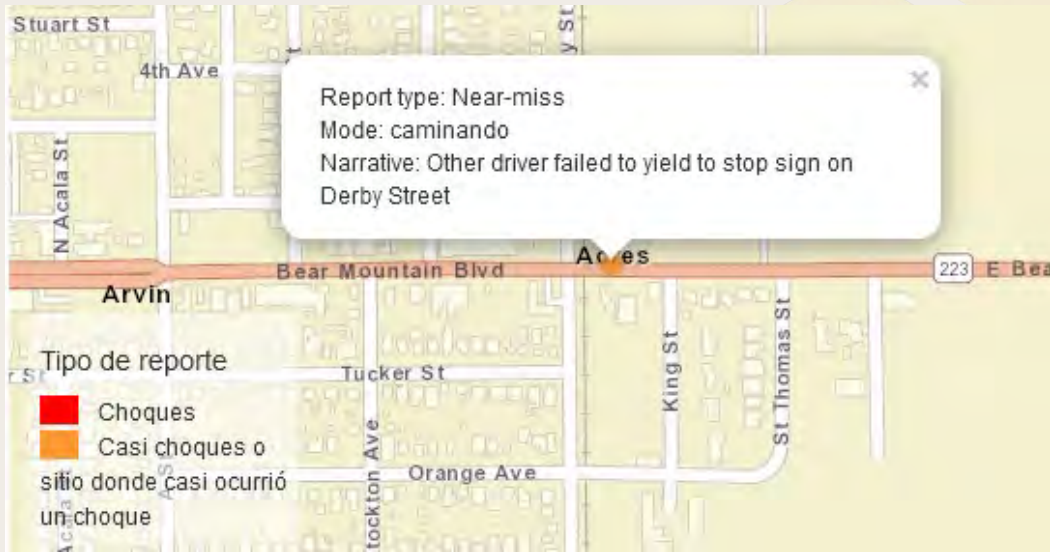 Stuart St
4th Ave
Report type: Near-miss
Mode: caminando
Narrative: Other driver failed to yield to stop sign on
Derby Street
N Acala St
Bear Mountain Blvd
223
Arvin
Tipo de reporte
Choques
Casi choques o
sitio donde casi ocurrió
un choque
Tucker St
King St
St Thomas St
Orange Ave